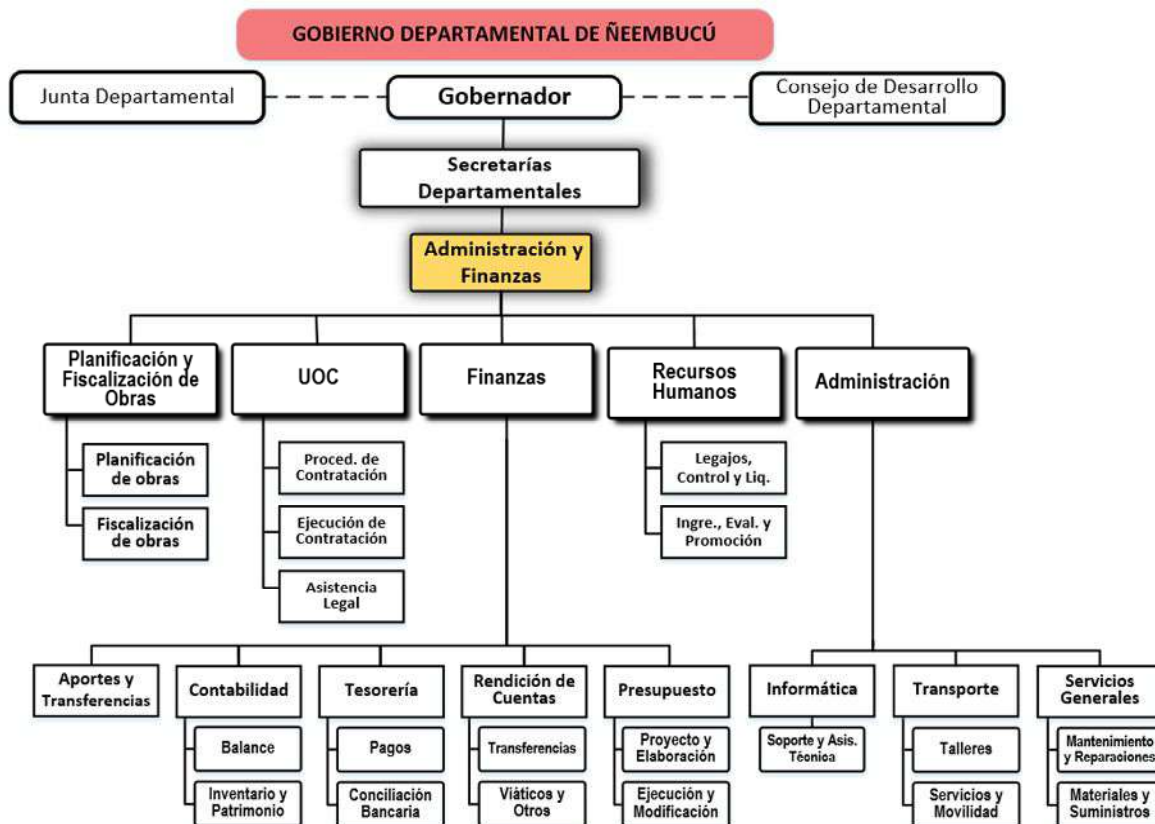 GOBIERNO DEPARTAMENTAL DE ÑEEMBUCÚ
Junta Departamental
Gobernador
Consejo de Desarrollo
Departamental
Secretarías
Departamentales
Administración y
Finanzas
Planificación y
Fiscalización de
Obras
UOC
Finanzas
Recursos
Humanos
Administración
Planificación
de obras
Fiscalización
de obras
Proced. de
Contratación
Ejecución de
Contratación
Asistencia
Legal
Legajos,
Control y Liq.
Ingre., Eval. y
Promoción
Aportes y
Transferencias
Contabilidad
Tesorería
Rendición de
Cuentas
Presupuesto
Informática
Transporte
Servicios
Generales
Balance
Inventario y
Patrimonio
Pagos
Conciliación
Bancaria
Transferencias
Viáticos y
Otros
Proyecto y
Elaboración
Ejecución y
Modificación
Soporte y Asis.
Técnica
Talleres
Servicios y
Movilidad
Mantenimiento
y Reparaciones
Materiales y
Suministros